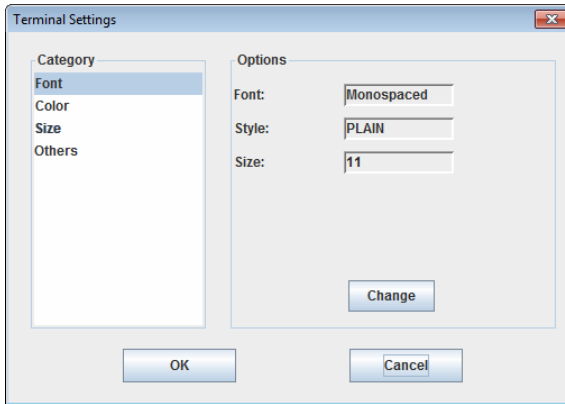 Terminal Settings
Category
Font
Color
Size
Others
Options
Font: Monospaced
Style: PLAIN
Size: 11
Change
OK
Cancel